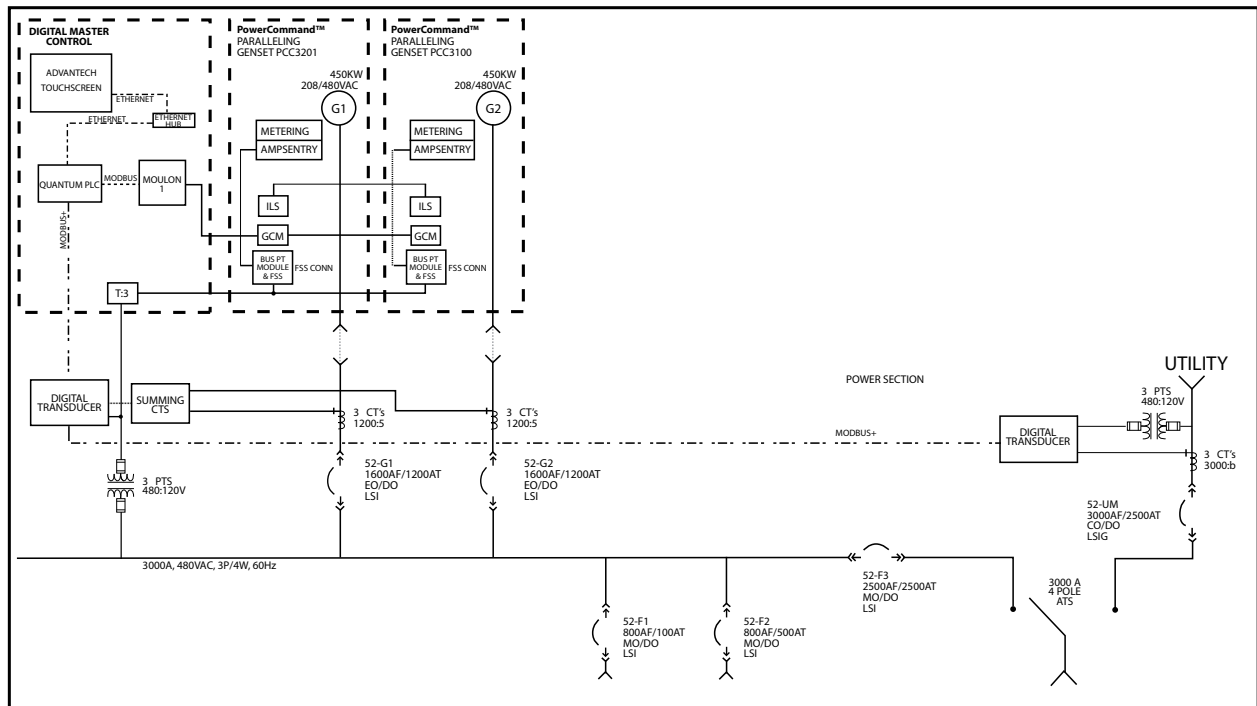 DIGITAL MASTER
CONTROL
ADVANTECH
TOUCHSCREEN
ETHERNET
ETHERNET
ETHERNET
HUB
QUANTUM PLC
MODBUS
MOULON
1
MODBUS+
T:3
PowerCommand™
PARALLELING
GENSET PCC3201
450KW
208/480VAC
G1
METERING
AMPSENTRY
ILS
GCM
BUS PT
MODULE
& FSS
FSS CONN
PowerCommand™
PARALLELING
GENSET PCC3100
450KW
208/480VAC
G2
METERING
AMPSENTRY
ILS
GCM
BUS PT
MODULE
& FSS
FSS CONN
DIGITAL
TRANSDUCER
SUMMING
CTS
3 CT's
1200:5
3 CT's
1200:5
POWER SECTION
UTILITY
3 PTS
480:120V
DIGITAL
TRANSDUCER
MODBUS+
3 CT's
3000:b
3 PTS
480:120V
52-G1
1600AF/1200AT
EO/DO
LSI
52-G2
1600AF/1200AT
EO/DO
LSI
52-UM
3000AF/2500AT
CO/DO
LSIG
3000A, 480VAC, 3P/4W, 60Hz
52-F3
2500AF/2500AT
MO/DO
LSI
3000 A
4 POLE
ATS
52-F1
800AF/100AT
MO/DO
LSI
52-F2
800AF/500AT
MO/DO
LSI